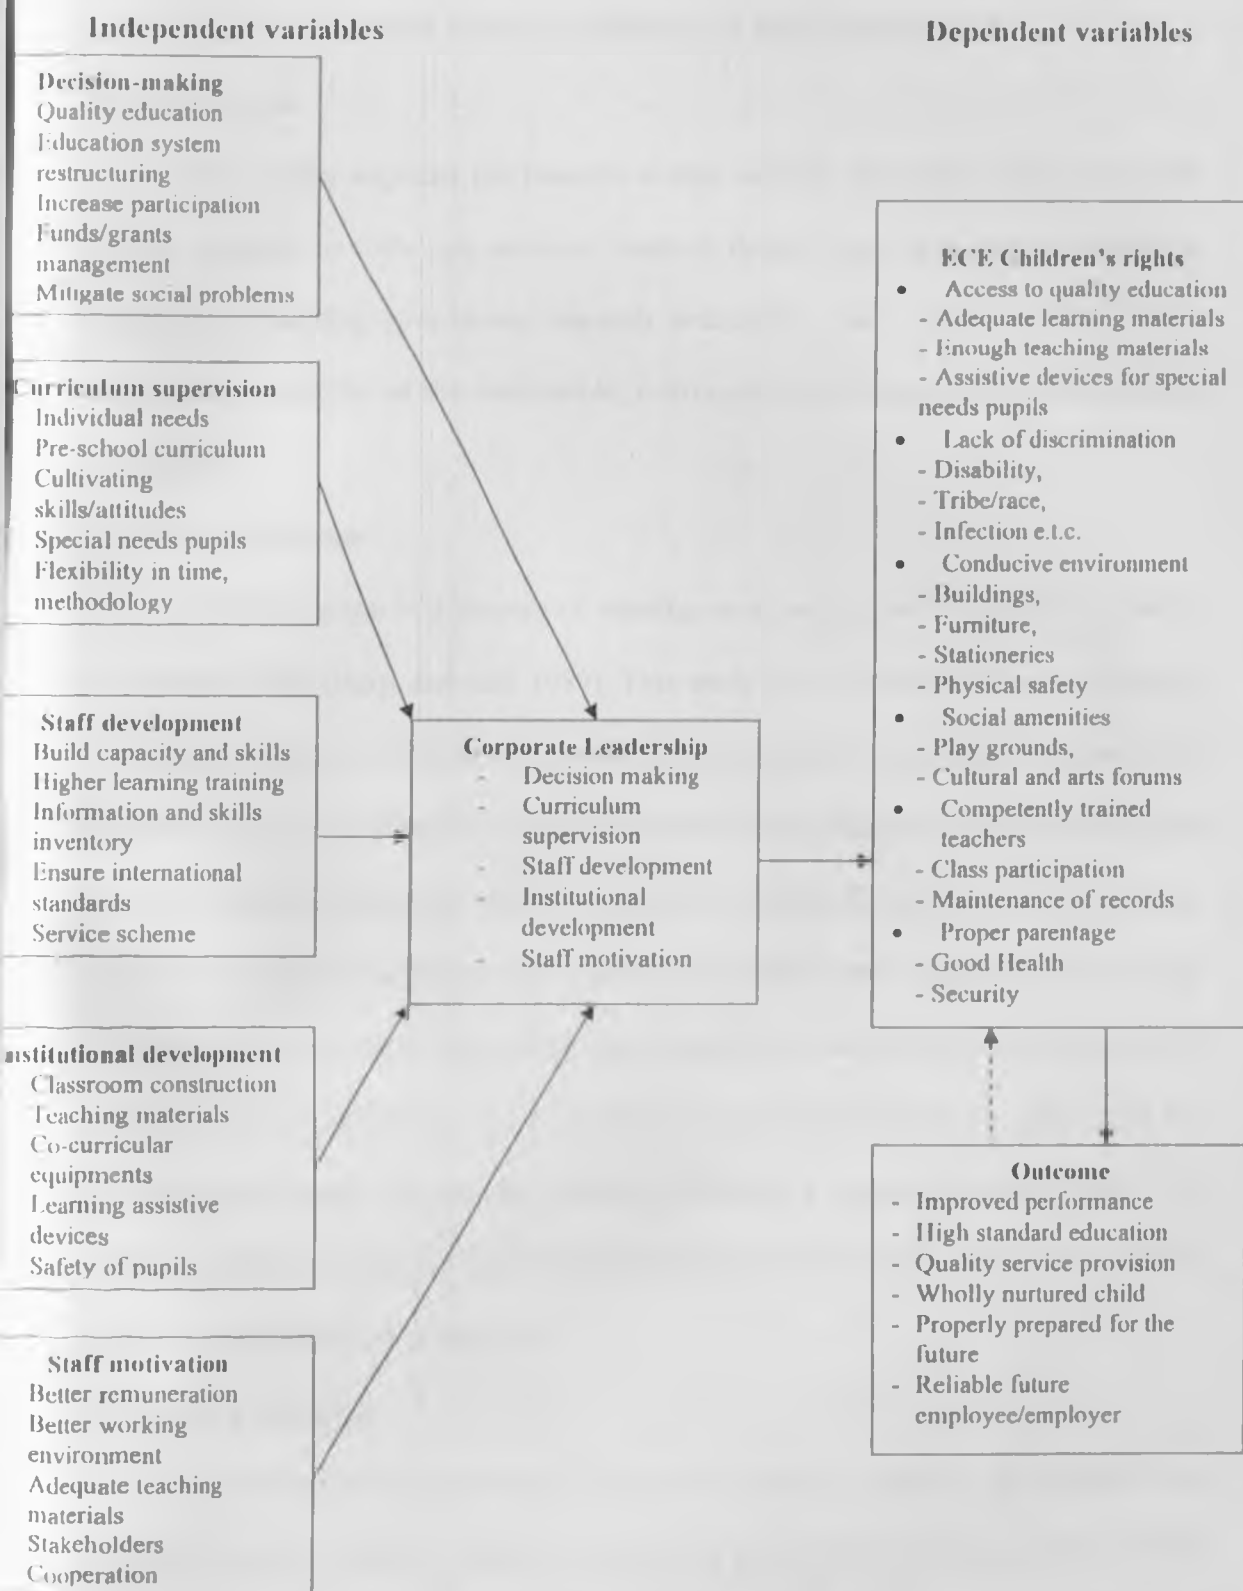 Independent variables
Decision-making
Quality education
Education system
restructuring
Increase participation
Funds/grants
management
Mitigate social problems
Curriculum supervision
Individual needs
Pre-school curriculum
Cultivating
skills/attitudes
Special needs pupils
Flexibility in time,
methodology
Staff development
Build capacity and skills
Higher learning training
Information and skills
inventory
Ensure international
standards
Service scheme
nstitutional development
Classroom construction
Teaching materials
Co-curricular
equipments
Learning assistive
devices
Safety of pupils
Staff motivation
Better remuneration
Better working
environment
Adequate teaching
materials
Stakeholders
Cooperation
Corporate Leadership
- Decision making
- Curriculum
supervision
- Staff development
- Institutional
development
- Staff motivation
Dependent variables
ECE Children's rights
• Access to quality education
- Adequate learning materials
- Enough teaching materials
- Assistive devices for special
needs pupils
• Lack of discrimination
- Disability,
- Tribe/race,
- Infection e.t.c.
• Conducive environment
- Buildings,
- Furniture,
- Stationeries
- Physical safety
• Social amenities
- Play grounds,
- Cultural and arts forums
• Competently trained
teachers
- Class participation
- Maintenance of records
• Proper parentage
- Good Health
- Security
Outcome
- Improved performance
- High standard education
- Quality service provision
- Wholly nurtured child
- Properly prepared for the
future
- Reliable future
employee/employer